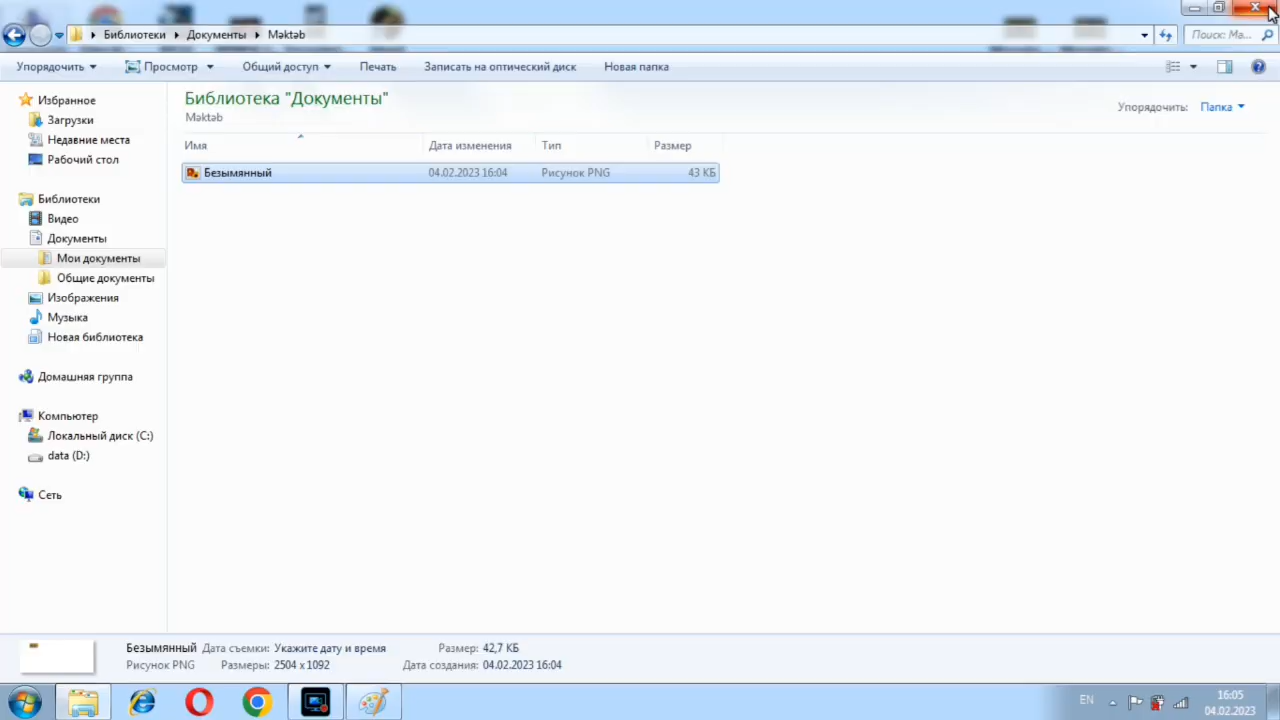 Библиотеки Документы Məktəb
Поиск: Ма...
Упорядочить Просмотр Общий доступ Печать Записать на оптический диск Новая папка
Избранное
Загрузки
Недавние места
Рабочий стол
Библиотеки
Видео
Документы
Мои документы
Общие документы
Изображения
Музыка
Новая библиотека
Домашняя группа
Компьютер
Локальный диск (C:)
data (D:)
Сеть
Библиотека "Документы"
Məktəb
Упорядочить: Папка
Имя Дата изменения Тип Размер
Безымянный 04.02.2023 16:04 Рисунок PNG 43 КБ
Безымянный Дата съемки: Укажите дату и время Размер: 42,7 КБ
Рисунок PNG Размеры: 2504 x 1092 Дата создания: 04.02.2023 16:04
EN
16:05
04.02.2023